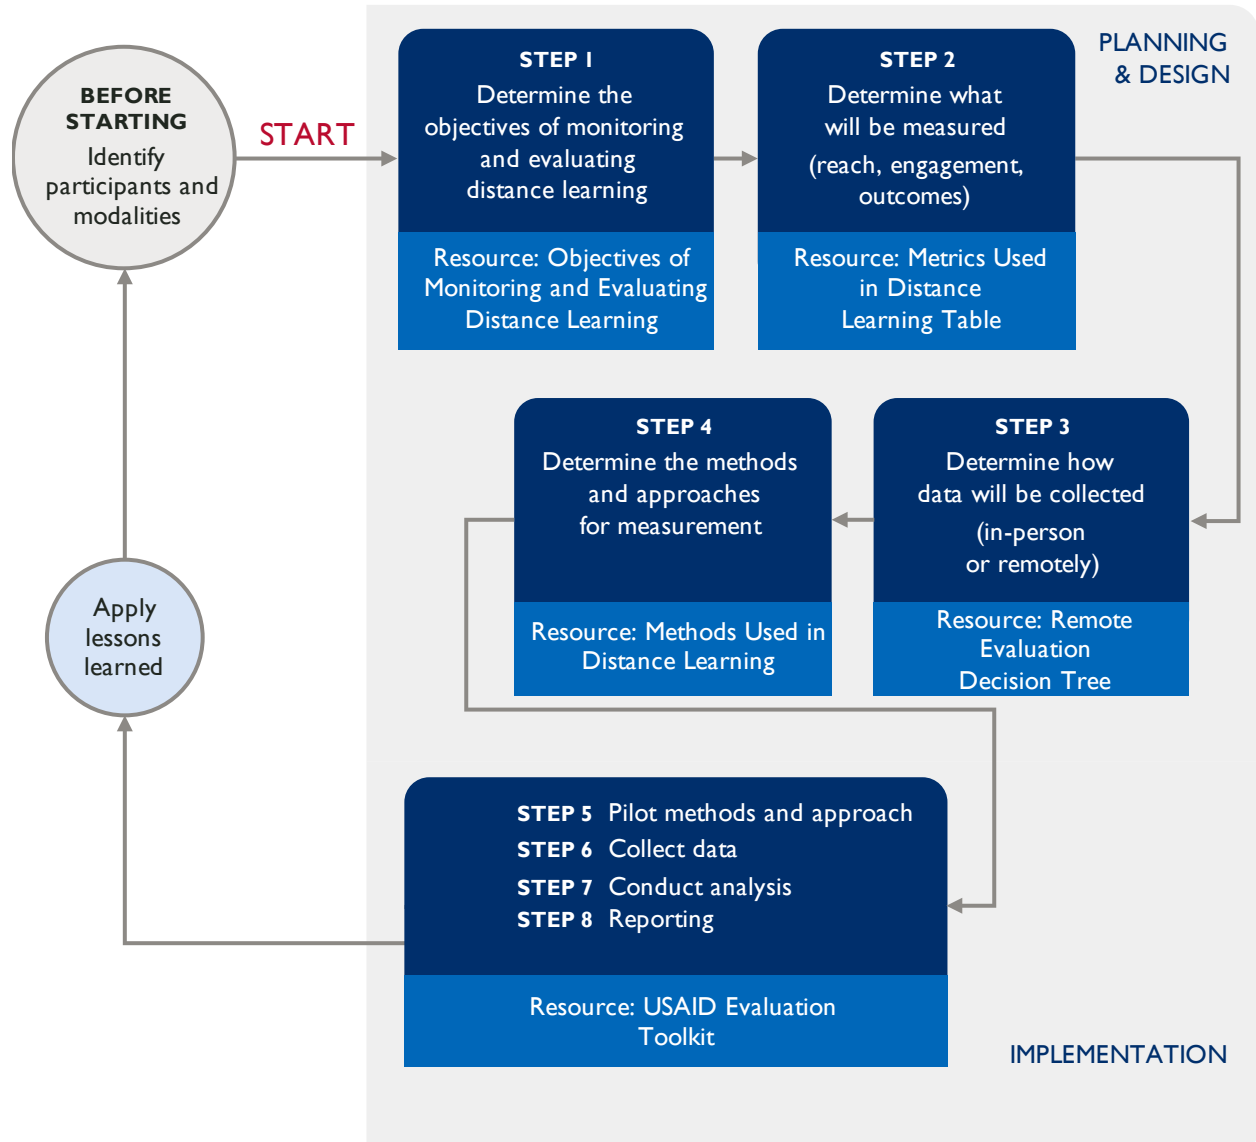 PLANNING
& DESIGN
BEFORE
STARTING
Identify
participants and
modalities
START
STEP 1
Determine the
objectives of monitoring
and evaluating
distance learning
Resource: Objectives of
Monitoring and Evaluating
Distance Learning
STEP 2
Determine what
will be measured
(reach, engagement,
outcomes)
Resource: Metrics Used
in Distance
Learning Table
STEP 3
Determine how
data will be collected
(in-person
or remotely)
Resource: Remote
Evaluation
Decision Tree
STEP 4
Determine the methods
and approaches
for measurement
Resource: Methods Used in
Distance Learning
STEP 5 Pilot methods and approach
STEP 6 Collect data
STEP 7 Conduct analysis
STEP 8 Reporting
Resource: USAID Evaluation
Toolkit
IMPLEMENTATION
Apply
lessons
learned